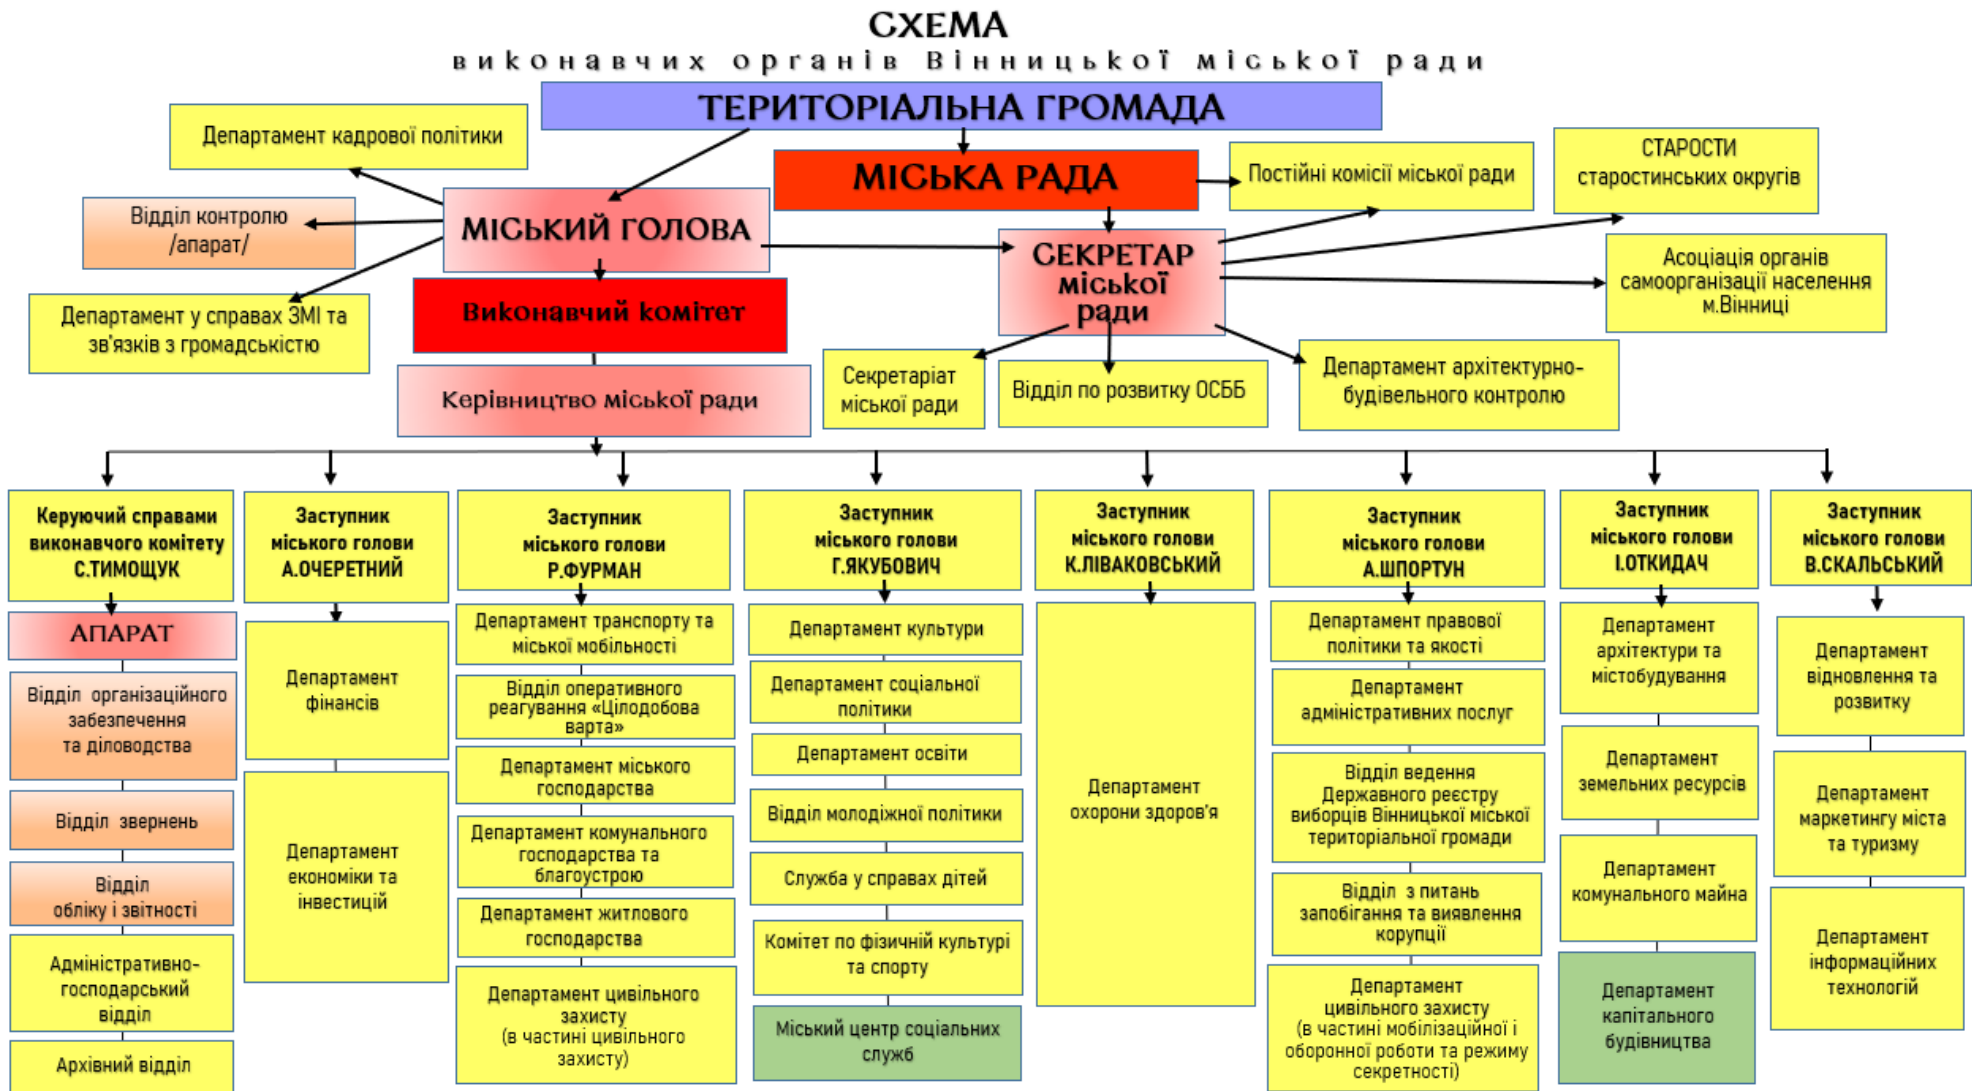 СХЕМА
виконавчих органів Вінницької міської ради
ТЕРИТОРІАЛЬНА ГРОМАДА
Департамент кадрової політики
МІСЬКА РАДА
Постійні комісії міської ради
СТАРОСТИ
старостинських округів
Відділ контролю
/апарат/
МІСЬКИЙ ГОЛОВА
СЕКРЕТАР
міської
ради
Асоціація органів
самоорганізації населення
м.Вінниці
Департамент у справах ЗМІ та
зв'язків з громадськістю
Виконавчий комітет
Секретаріат
міської ради
Відділ по розвитку ОСББ
Департамент архітектурно-
будівельного контролю
Керівництво міської ради
Керуючий справами
виконавчого комітету
С.ТИМОЩУК
АПАРАТ
Відділ організаційного
забезпечення
та діловодства
Відділ звернень
Відділ
обліку і звітності
Адміністративно-
господарський
відділ
Архівний відділ
Заступник
міського голови
А.ОЧЕРЕТНИЙ
Департамент
фінансів
Департамент
економіки та
інвестицій
Заступник
міського голови
Р.ФУРМАН
Департамент транспорту та
міської мобільності
Відділ оперативного
реагування «Цілодобова
варта»
Департамент міського
господарства
Департамент комунального
господарства та
благоустрою
Департамент житлового
господарства
Департамент цивільного
захисту
(в частині цивільного
захисту)
Заступник
міського голови
Г.ЯКУБОВИЧ
Департамент культури
Департамент соціальної
політики
Департамент освіти
Відділ молодіжної політики
Служба у справах дітей
Комітет по фізичній культурі
та спорту
Міський центр соціальних
служб
Заступник
міського голови
К.ЛІВАКОВСЬКИЙ
Департамент
охорони здоров'я
Заступник
міського голови
А.ШПОРТУН
Департамент правової
політики та якості
Департамент
адміністративних послуг
Відділ ведення
Державного реєстру
виборців Вінницької міської
територіальної громади
Відділ з питань
запобігання та виявлення
корупції
Департамент
цивільного захисту
(в частині мобілізаційної і
оборонної роботи та режиму
секретності)
Заступник
міського голови
І.ОТКИДАЧ
Департамент
архітектури та
містобудування
Департамент
земельних ресурсів
Департамент
комунального майна
Департамент
капітального
будівництва
Заступник
міського голови
В.СКАЛЬСЬКИЙ
Департамент
відновлення та
розвитку
Департамент
маркетингу міста
та туризму
Департамент
інформаційних
технологій